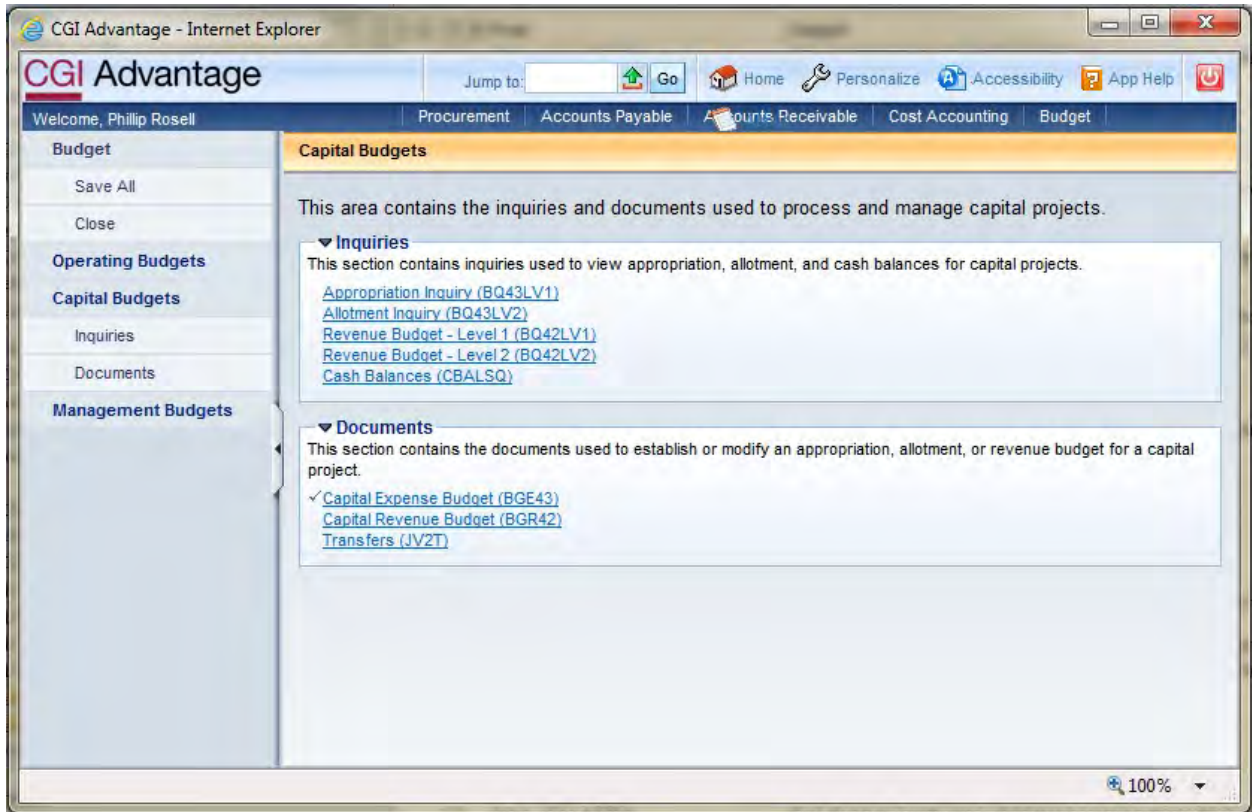 CGI Advantage - Internet Explorer
CGI Advantage
Jump to: Go Home Personalize Accessibility App Help
Welcome, Phillip Rosell
Procurement Accounts Payable Accounts Receivable Cost Accounting Budget
Budget
Save All
Close
Operating Budgets
Capital Budgets
Inquiries
Documents
Management Budgets
Capital Budgets
This area contains the inquiries and documents used to process and manage capital projects.
Inquiries
This section contains inquiries used to view appropriation, allotment, and cash balances for capital projects.
Appropriation Inquiry (BQ43LV1)
Allotment Inquiry (BQ43LV2)
Revenue Budget - Level 1 (BQ42LV1)
Revenue Budget - Level 2 (BQ42LV2)
Cash Balances (CBALSQ)
Documents
This section contains the documents used to establish or modify an appropriation, allotment, or revenue budget for a capital
project.
Capital Expense Budget (BGE43)
Capital Revenue Budget (BGR42)
Transfers (JV2T)
100%